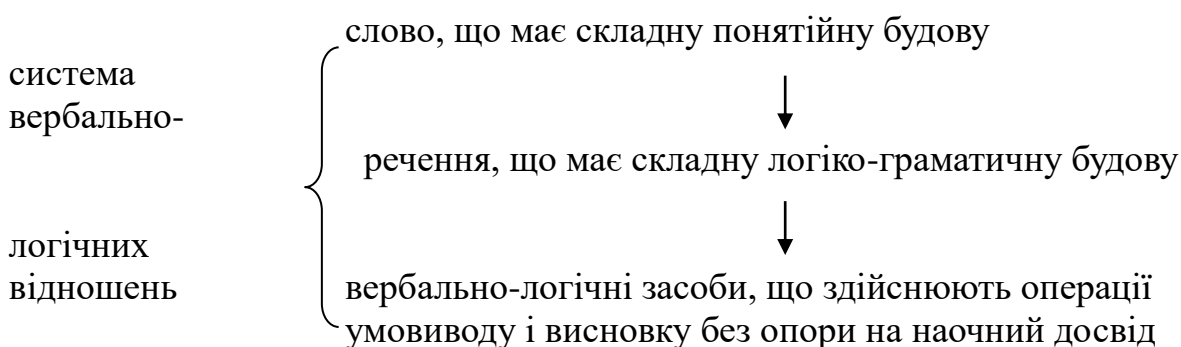 слово, що має складну понятійну будову
система
вербально-
речення, що має складну логіко-граматичну будову
логічних
відношень
вербально-логічні засоби, що здійснюють операції
умовиводу і висновку без опори на наочний досвід